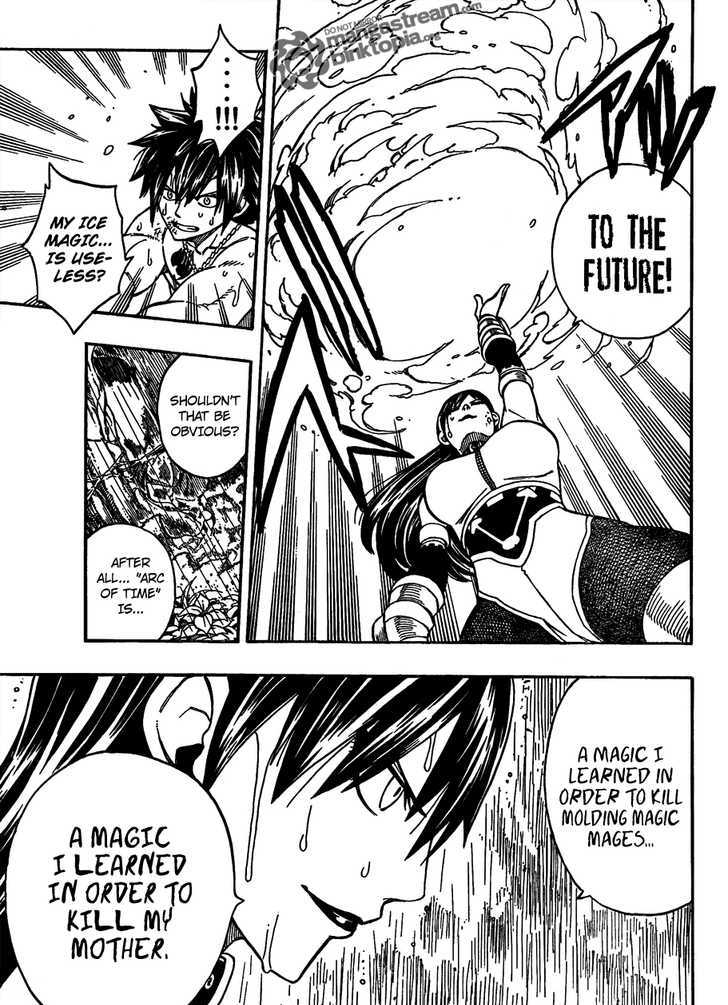 DO NOT MIRROR
mangastream.com
binktopia.org
TO THE
FUTURE!
......
!!!
MY ICE
MAGIC...
IS USE-
LESS?
SHOULDN'T
THAT BE
OBVIOUS?
AFTER
ALL... "ARC
OF TIME"
IS...
A MAGIC I
LEARNED IN
ORDER TO KILL
MOLDING MAGIC
MAGES...
A MAGIC
I LEARNED
IN ORDER TO
KILL MY
MOTHER.